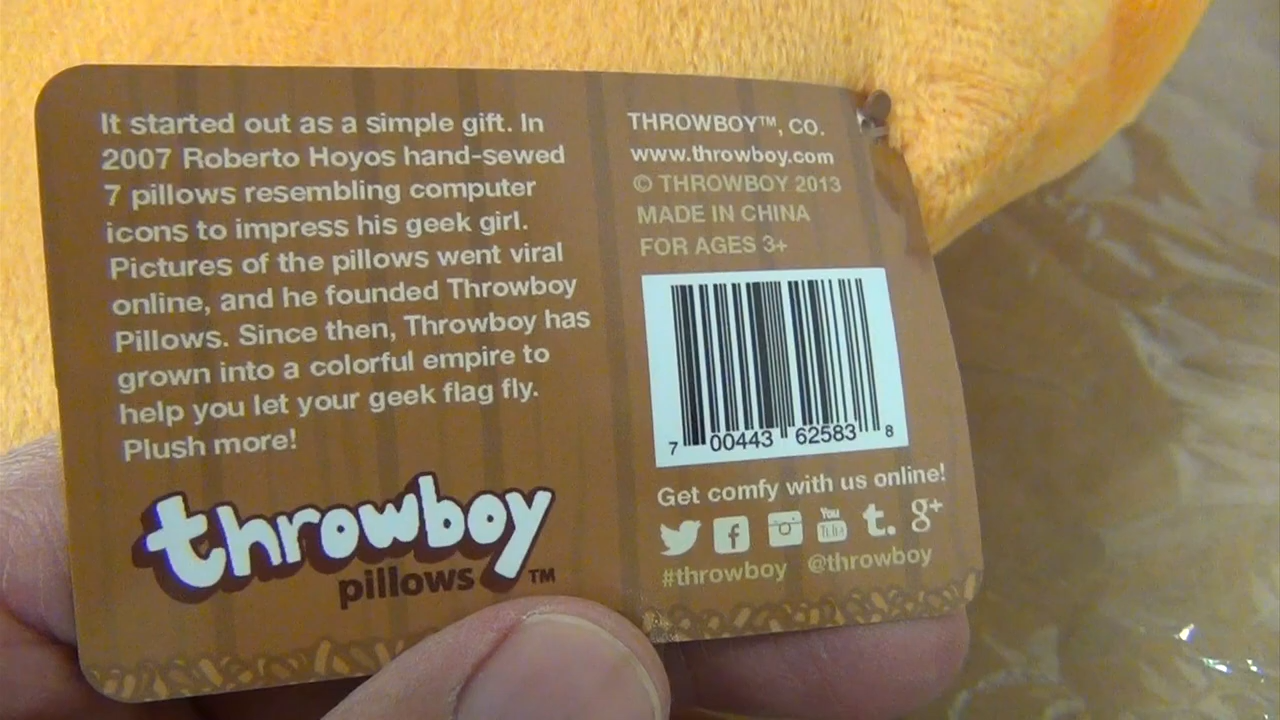 It started out as a simple gift. In
2007 Roberto Hoyos hand-sewed
7 pillows resembling computer
icons to impress his geek girl.
Pictures of the pillows went viral
online, and he founded Throwboy
Pillows. Since then, Throwboy has
grown into a colorful empire to
help you let your geek flag fly.
Plush more!
throwboy
pillows™
THROWBOY™, CO.
www.throwboy.com
© THROWBOY 2013
MADE IN CHINA
FOR AGES 3+
7 00443 62583 8
Get comfy with us online!
f You Tube t. g+
#throwboy @throwboy